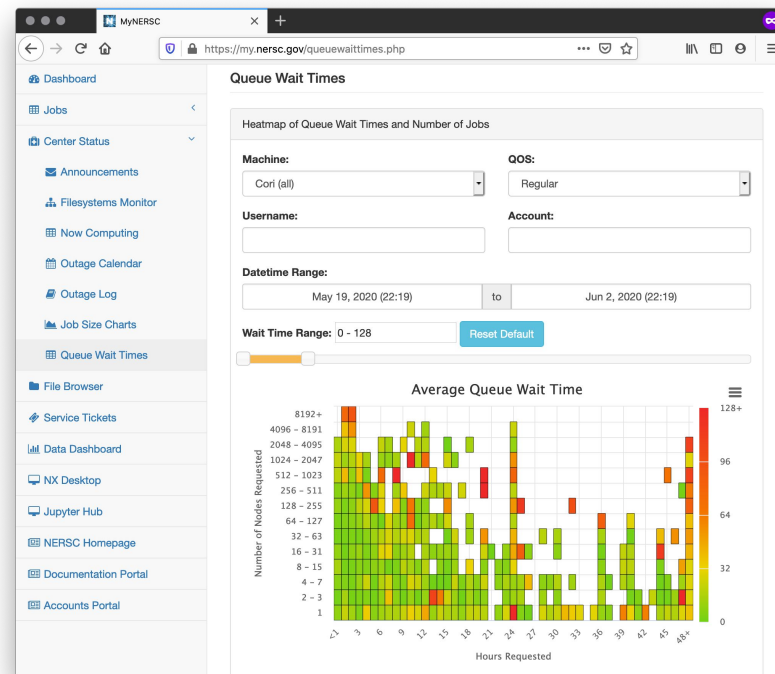 MyNERSC
https://my.nersc.gov/queuewaittimes.php
Dashboard
Jobs
Center Status
Announcements
Filesystems Monitor
Now Computing
Outage Calendar
Outage Log
Job Size Charts
Queue Wait Times
File Browser
Service Tickets
Data Dashboard
NX Desktop
Jupyter Hub
NERSC Homepage
Documentation Portal
Accounts Portal
Queue Wait Times
Heatmap of Queue Wait Times and Number of Jobs
Machine: QOS:
Cori (all) Regular
Username: Account:
Datetime Range:
May 19, 2020 (22:19) to Jun 2, 2020 (22:19)
Wait Time Range: 0 - 128 Reset Default
Average Queue Wait Time
Number of Nodes Requested
8192+
4096 – 8191
2048 – 4095
1024 – 2047
512 – 1023
256 – 511
128 – 255
64 – 127
32 – 63
16 – 31
8 – 15
4 – 7
2 – 3
1
<1 3 6 9 12 15 18 21 24 27 30 33 36 39 42 45 48+
Hours Requested
128+
96
64
32
0